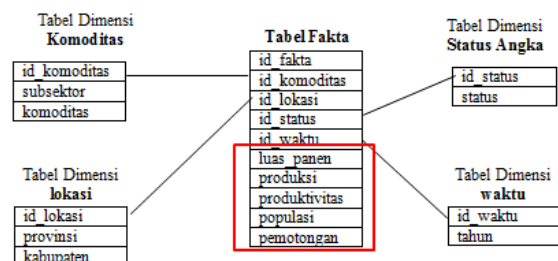 Tabel Dimensi
Komoditas
id_komoditas
subsektor
komoditas
Tabel Fakta
id_fakta
id_komoditas
id_lokasi
id_status
id_waktu
luas_panen
produksi
produktivitas
populasi
pemotongan
Tabel Dimensi
Status Angka
id_status
status
Tabel Dimensi
lokasi
id_lokasi
provinsi
kabupaten
Tabel Dimensi
waktu
id_waktu
tahun